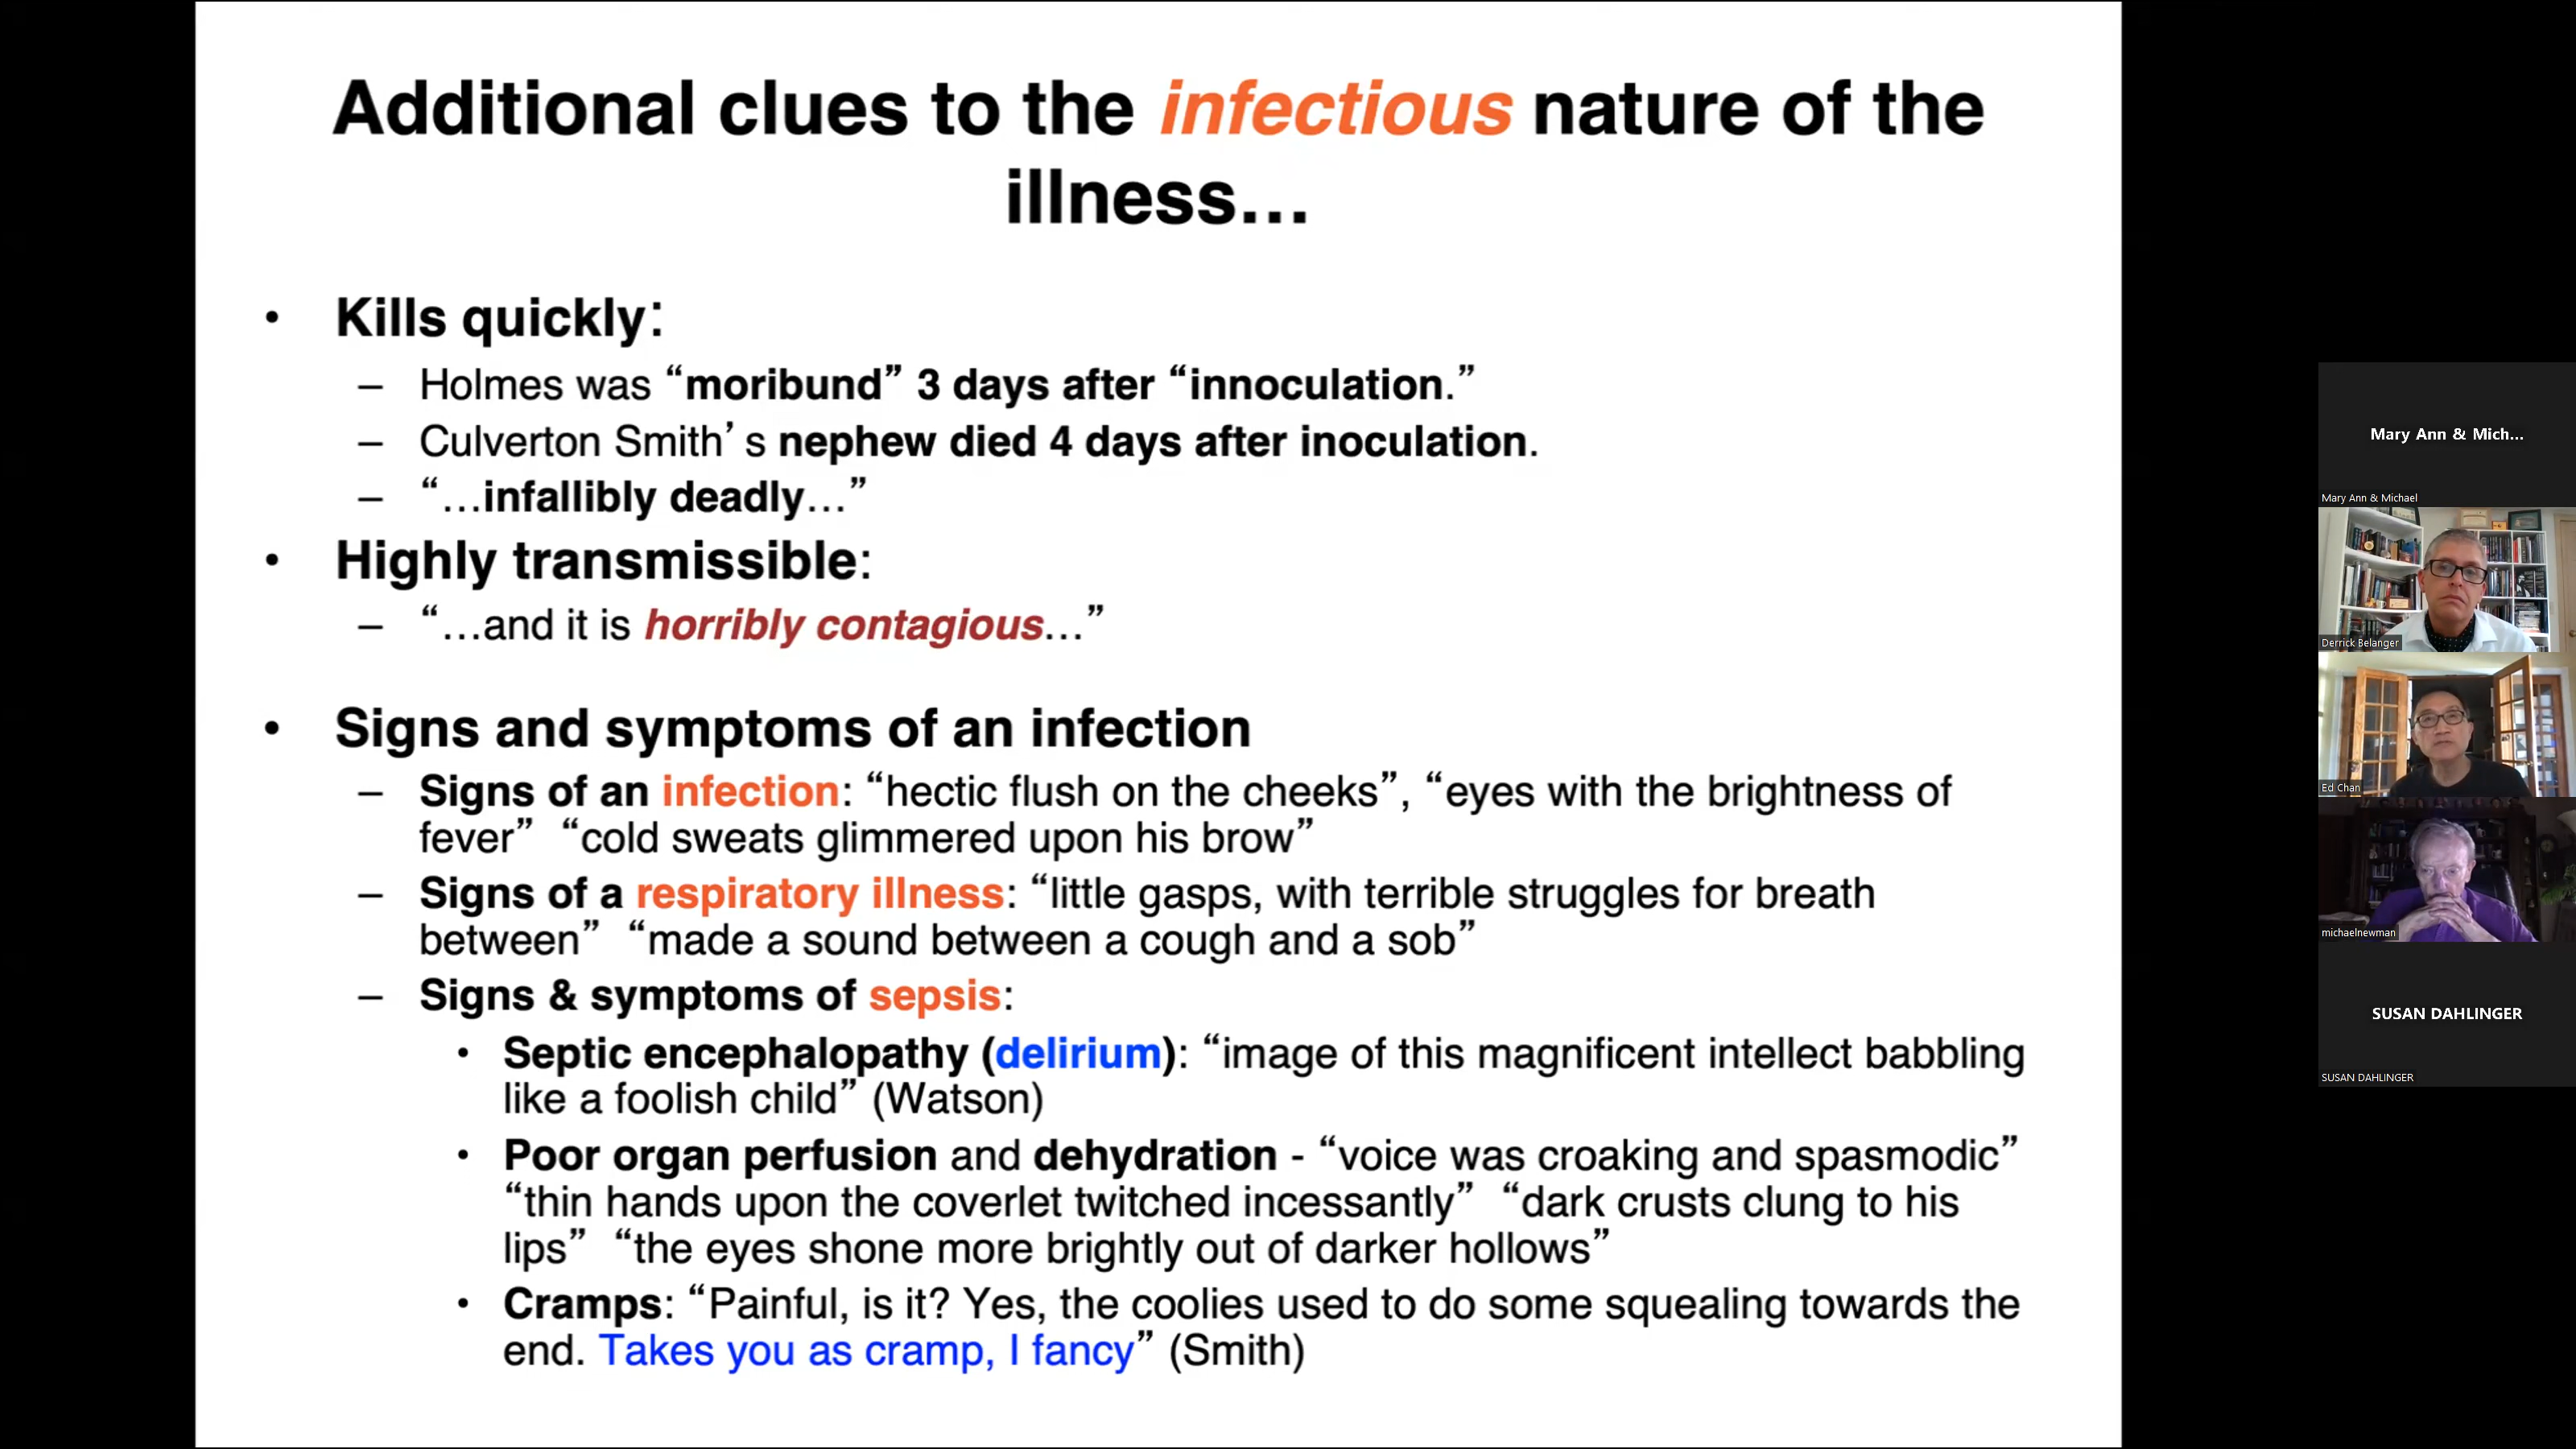 Additional clues to the infectious nature of the
illness…
• Kills quickly:
– Holmes was “moribund” 3 days after “innoculation.”
– Culverton Smith’ s nephew died 4 days after inoculation.
– “…infallibly deadly…”
• Highly transmissible:
– “…and it is horribly contagious…”
• Signs and symptoms of an infection
– Signs of an infection: “hectic flush on the cheeks”, “eyes with the brightness of
fever” “cold sweats glimmered upon his brow”
– Signs of a respiratory illness: “little gasps, with terrible struggles for breath
between” “made a sound between a cough and a sob”
– Signs & symptoms of sepsis:
• Septic encephalopathy (delirium): “image of this magnificent intellect babbling
like a foolish child” (Watson)
• Poor organ perfusion and dehydration - “voice was croaking and spasmodic”
“thin hands upon the coverlet twitched incessantly” “dark crusts clung to his
lips” “the eyes shone more brightly out of darker hollows”
• Cramps: “Painful, is it? Yes, the coolies used to do some squealing towards the
end. Takes you as cramp, I fancy” (Smith)
Mary Ann & Mich...
Mary Ann & Michael
Derrick Belanger
Ed Chan
michaelnewman
SUSAN DAHLINGER
SUSAN DAHLINGER